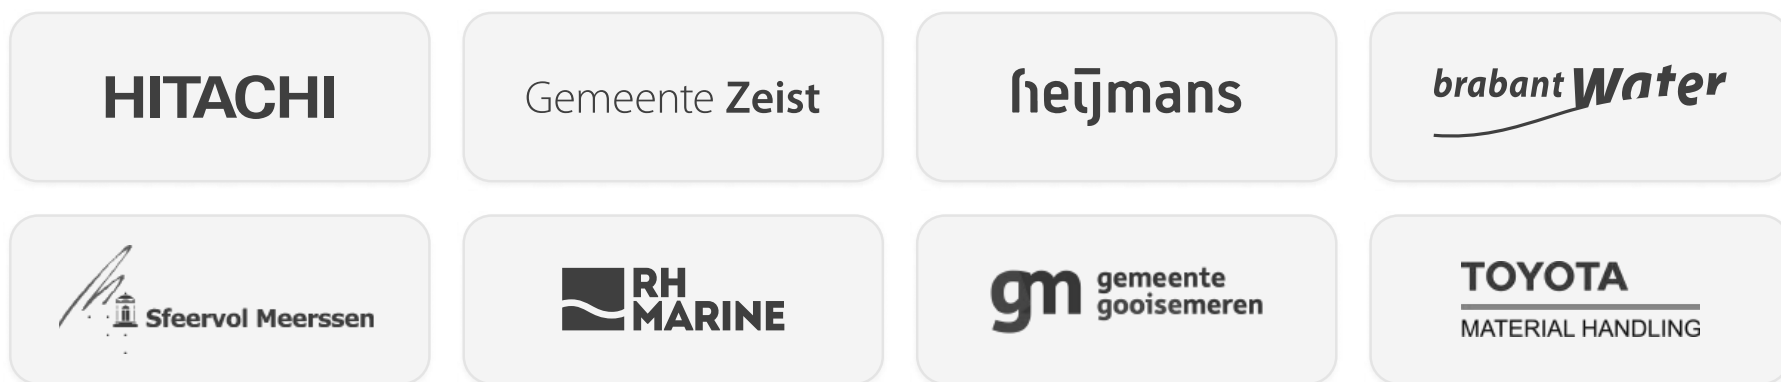 HITACHI
Gemeente Zeist
heijmans
brabant Water
Sfeervol Meerssen
RH
MARINE
gm gemeente
gooisemeren
TOYOTA
MATERIAL HANDLING